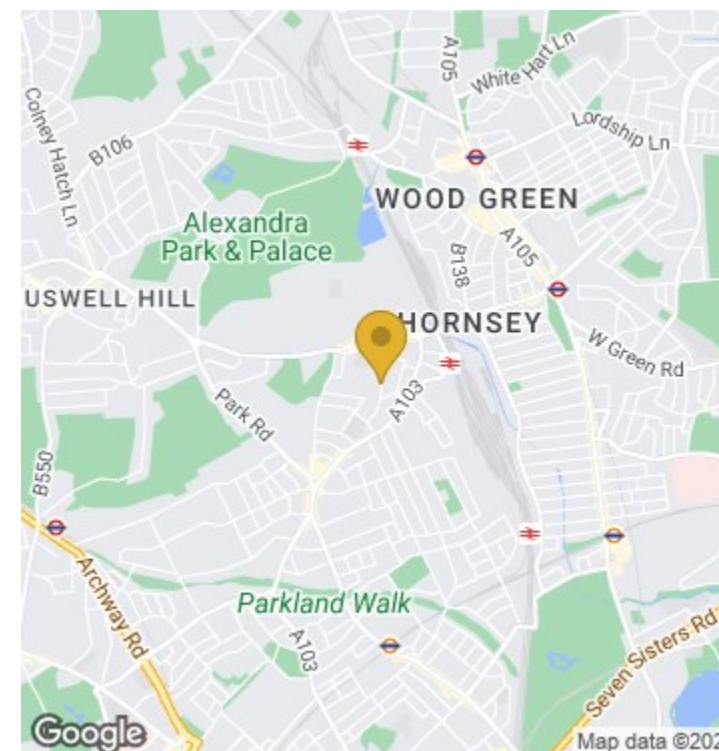 A105
White Hart Ln
Colney Hatch Ln
B106
Lordship Ln
WOOD GREEN
Alexandra
Park & Palace
A105
B138
USWELL HILL
HORNSEY
W Green Rd
Park Rd
A103
B550
Archway Rd
Parkland Walk
A103
Seven Sisters Rd
Google
Map data ©202